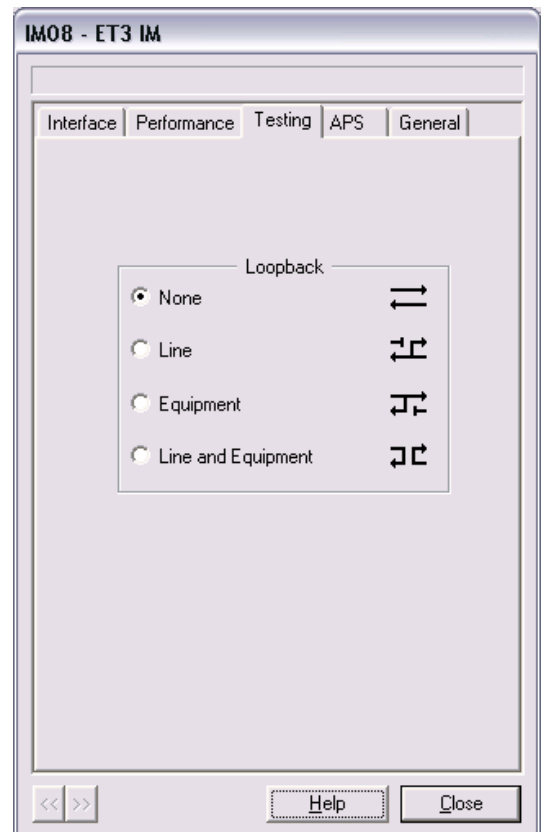 IM08 - ET3 IM
Interface Performance Testing APS General
Loopback
None
Line
Equipment
Line and Equipment
<< >> Help Close